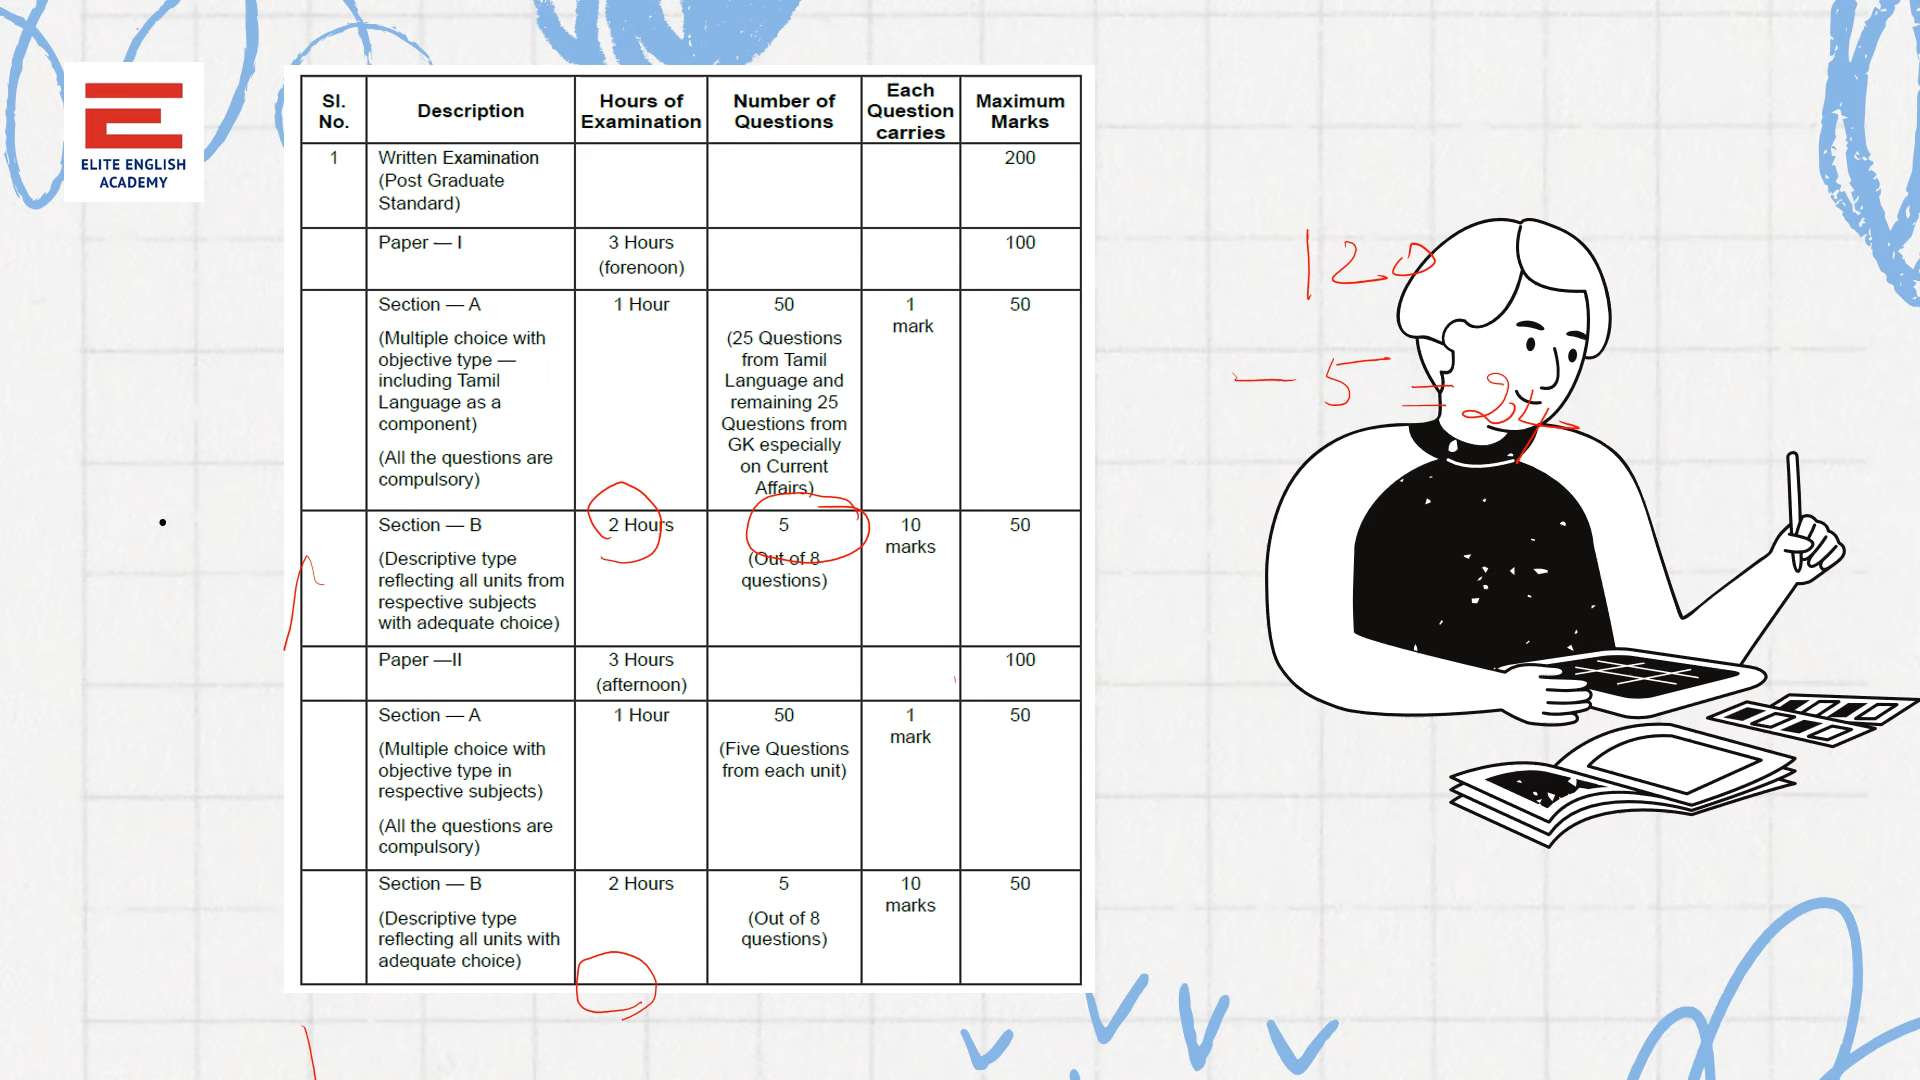 ELITE ENGLISH
ACADEMY
Sl.
No.
Description
Hours of
Examination
Number of
Questions
Each
Question
carries
Maximum
Marks
1
Written Examination
(Post Graduate
Standard)
200
Paper — I
3 Hours
(forenoon)
100
Section — A
(Multiple choice with
objective type —
including Tamil
Language as a
component)
(All the questions are
compulsory)
1 Hour
50
(25 Questions
from Tamil
Language and
remaining 25
Questions from
GK especially
on Current
Affairs)
1
mark
50
Section — B
(Descriptive type
reflecting all units from
respective subjects
with adequate choice)
2 Hours
5
(Out of 8
questions)
10
marks
50
Paper —II
3 Hours
(afternoon)
100
Section — A
(Multiple choice with
objective type in
respective subjects)
(All the questions are
compulsory)
1 Hour
50
(Five Questions
from each unit)
1
mark
50
Section — B
(Descriptive type
reflecting all units with
adequate choice)
2 Hours
5
(Out of 8
questions)
10
marks
50
120
— 5 = 24